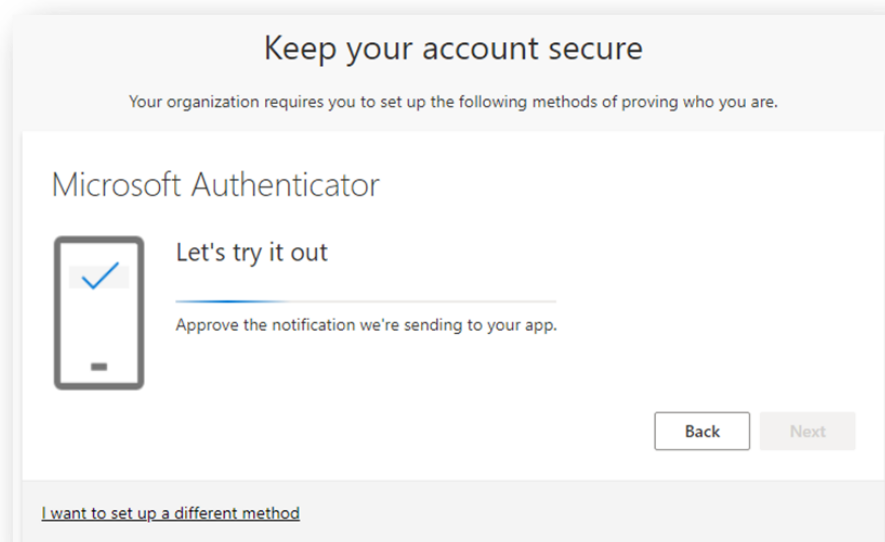 Keep your account secure
Your organization requires you to set up the following methods of proving who you are.
Microsoft Authenticator
Let's try it out
Approve the notification we're sending to your app.
Back
Next
I want to set up a different method